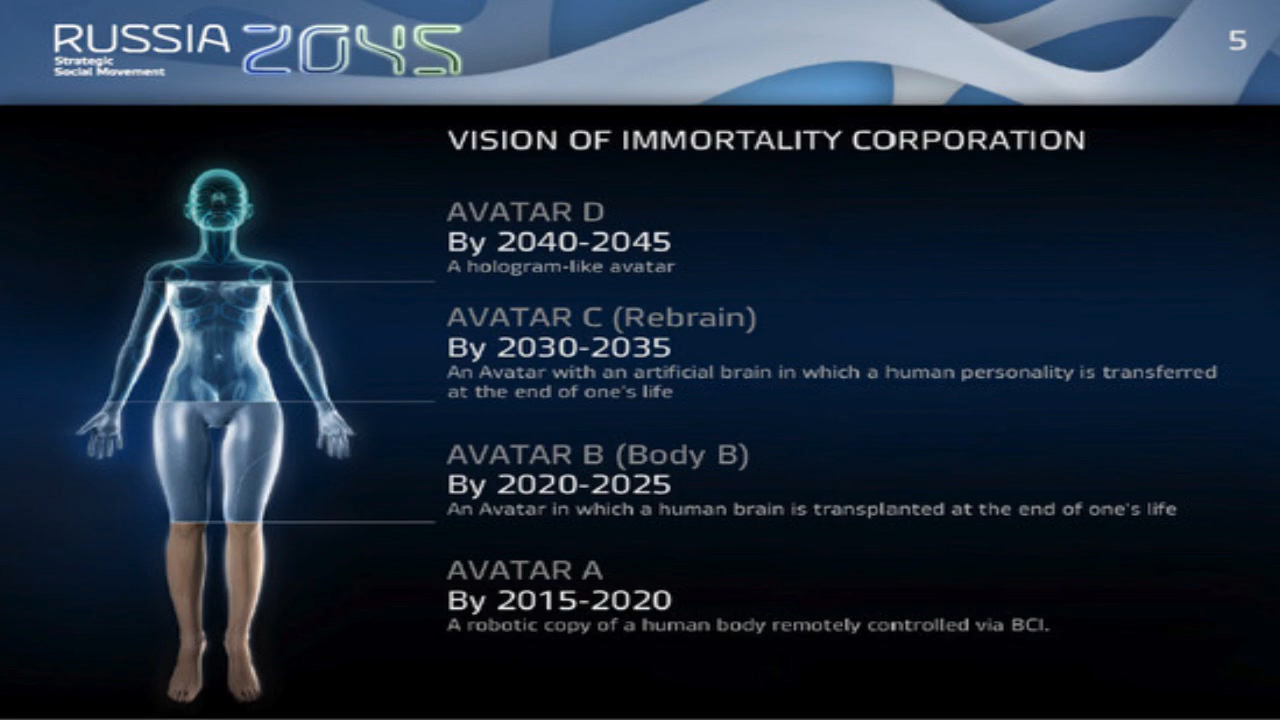 RUSSIA 2045
Strategic
Social Movement
5
VISION OF IMMORTALITY CORPORATION
AVATAR D
By 2040-2045
A hologram-like avatar
AVATAR C (Rebrain)
By 2030-2035
An Avatar with an artificial brain in which a human personality is transferred
at the end of one's life
AVATAR B (Body B)
By 2020-2025
An Avatar in which a human brain is transplanted at the end of one's life
AVATAR A
By 2015-2020
A robotic copy of a human body remotely controlled via BCI.